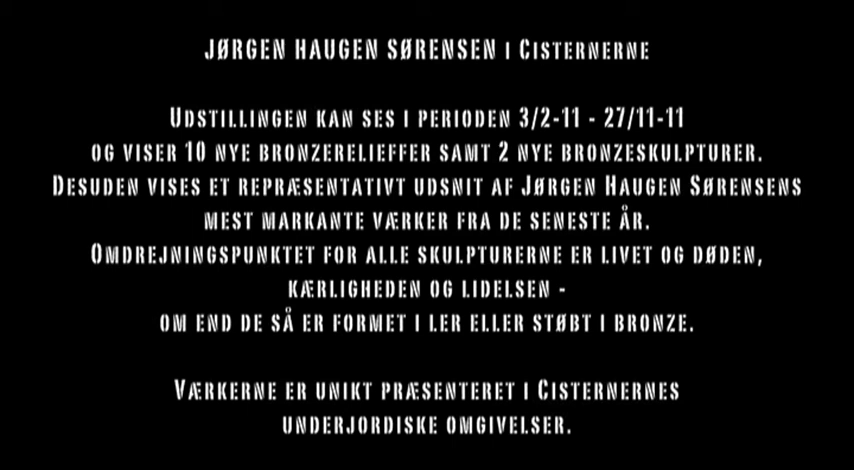 JØRGEN HAUGEN SØRENSEN I CISTERNERNE
UDSTILLINGEN KAN SES I PERIODEN 3/2-11 - 27/11-11
OG VISER 10 NYE BRONZERELIEFFER SAMT 2 NYE BRONZESKULPTURER.
DESUDEN VISES ET REPRÆSENTATIVT UDSNIT AF JØRGEN HAUGEN SØRENSENS
MEST MARKANTE VÆRKER FRA DE SENESTE ÅR.
OMDREJNINGSPUNKTET FOR ALLE SKULPTURERNE ER LIVET OG DØDEN,
KÆRLIGHEDEN OG LIDELSEN -
OM END DE SÅ ER FORMET I LER ELLER STØBT I BRONZE.
VÆRKERNE ER UNIKT PRÆSENTERET I CISTERNERNES
UNDERJORDISKE OMGIVELSER.